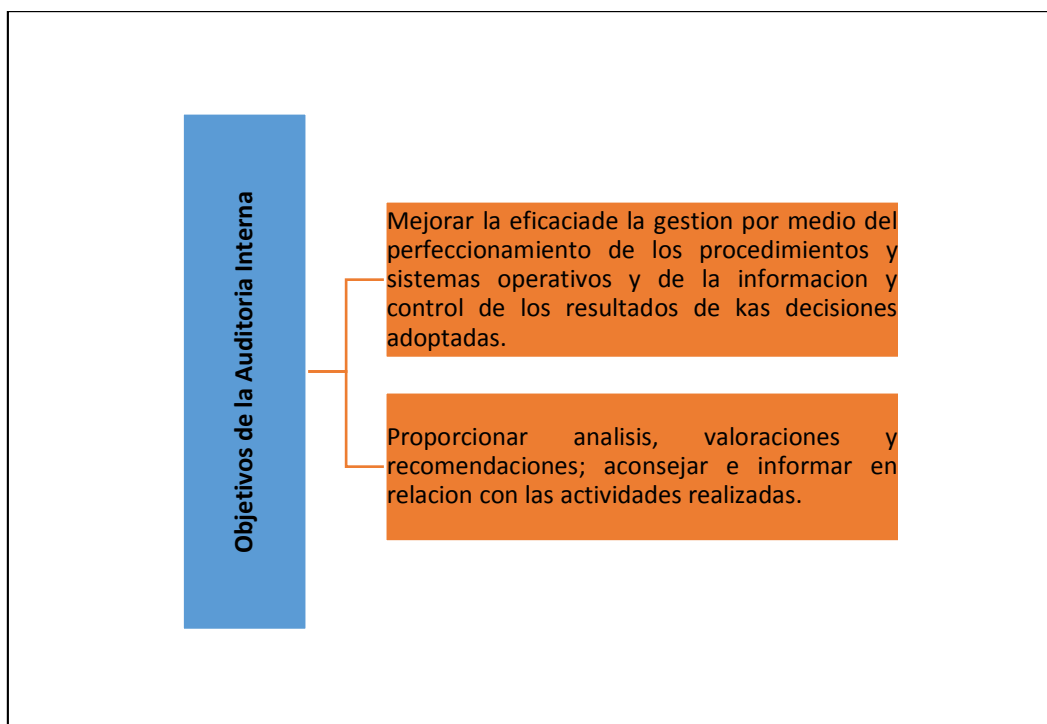 Objetivos de la Auditoria Interna
Mejorar la eficaciade la gestion por medio del
perfeccionamiento de los procedimientos y
sistemas operativos y de la informacion y
control de los resultados de kas decisiones
adoptadas.
Proporcionar analisis, valoraciones y
recomendaciones; aconsejar e informar en
relacion con las actividades realizadas.